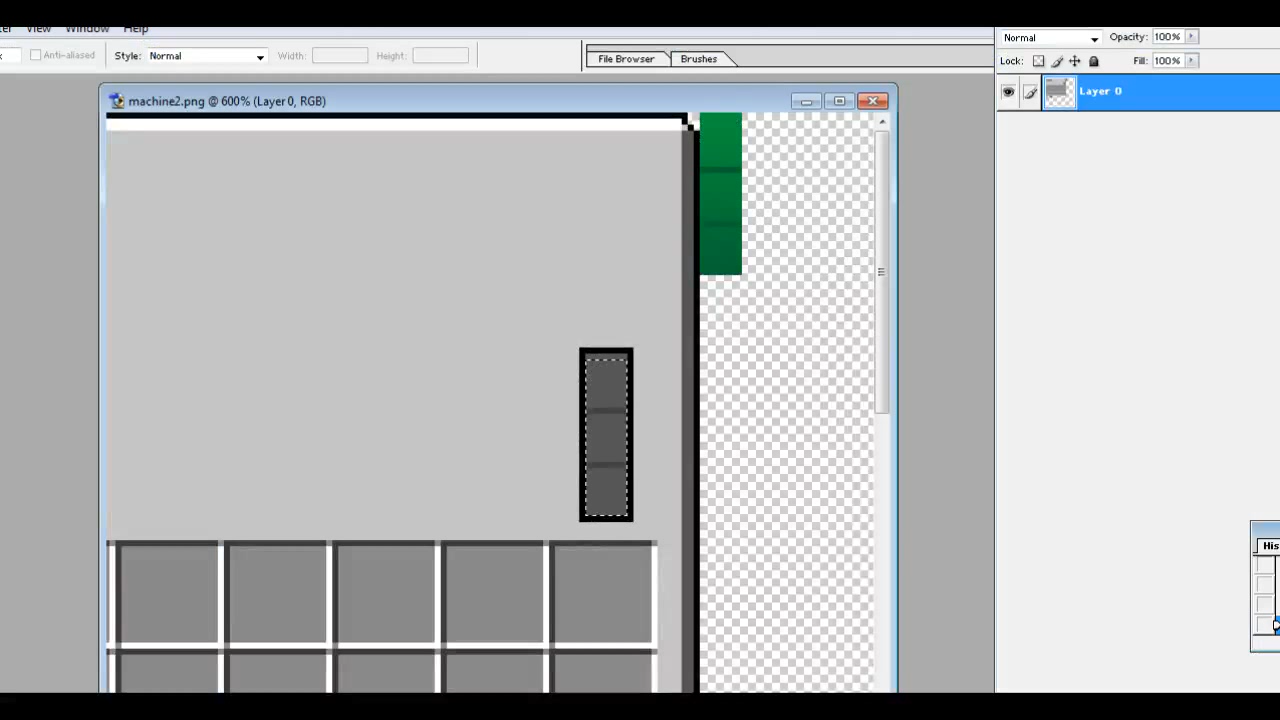 View Window Help
Anti-aliased Style: Normal Width: Height:
File Browser Brushes
Normal Opacity: 100%
Lock: Fill: 100%
machine2.png @ 600% (Layer 0, RGB)
Layer 0